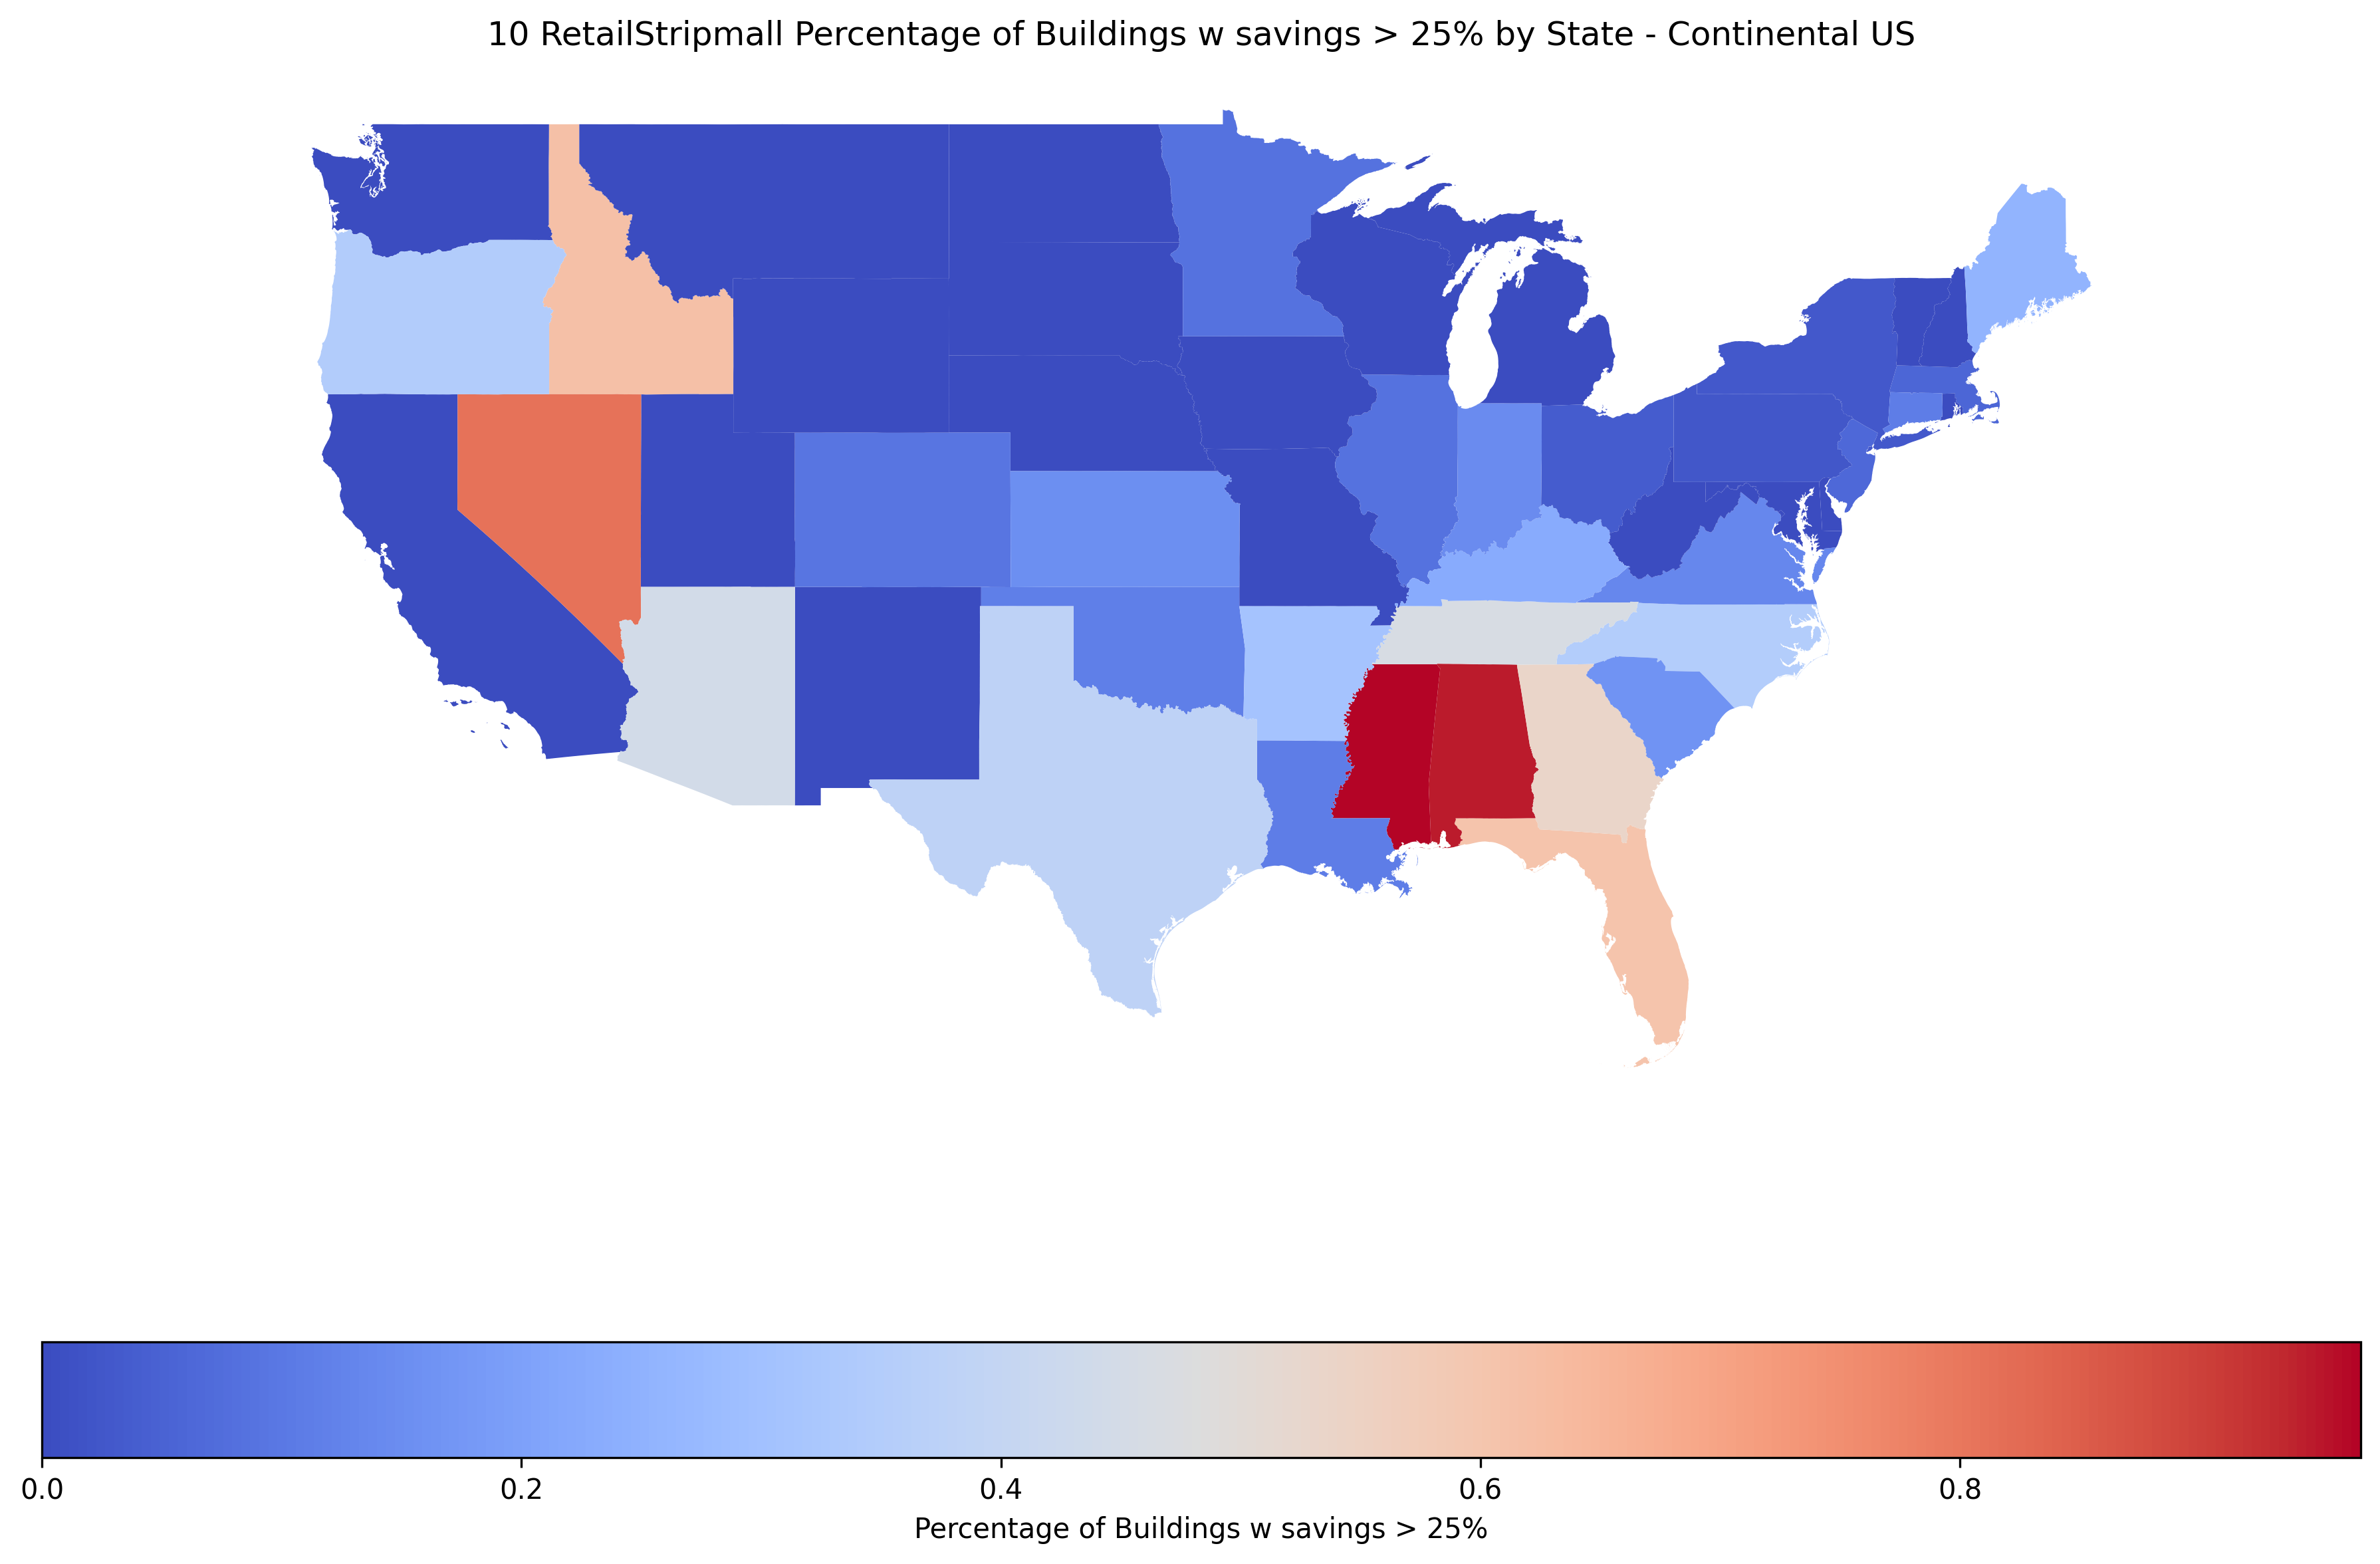 10 RetailStripmall Percentage of Buildings w savings > 25% by State - Continental US
0.0 0.2 0.4 0.6 0.8
Percentage of Buildings w savings > 25%